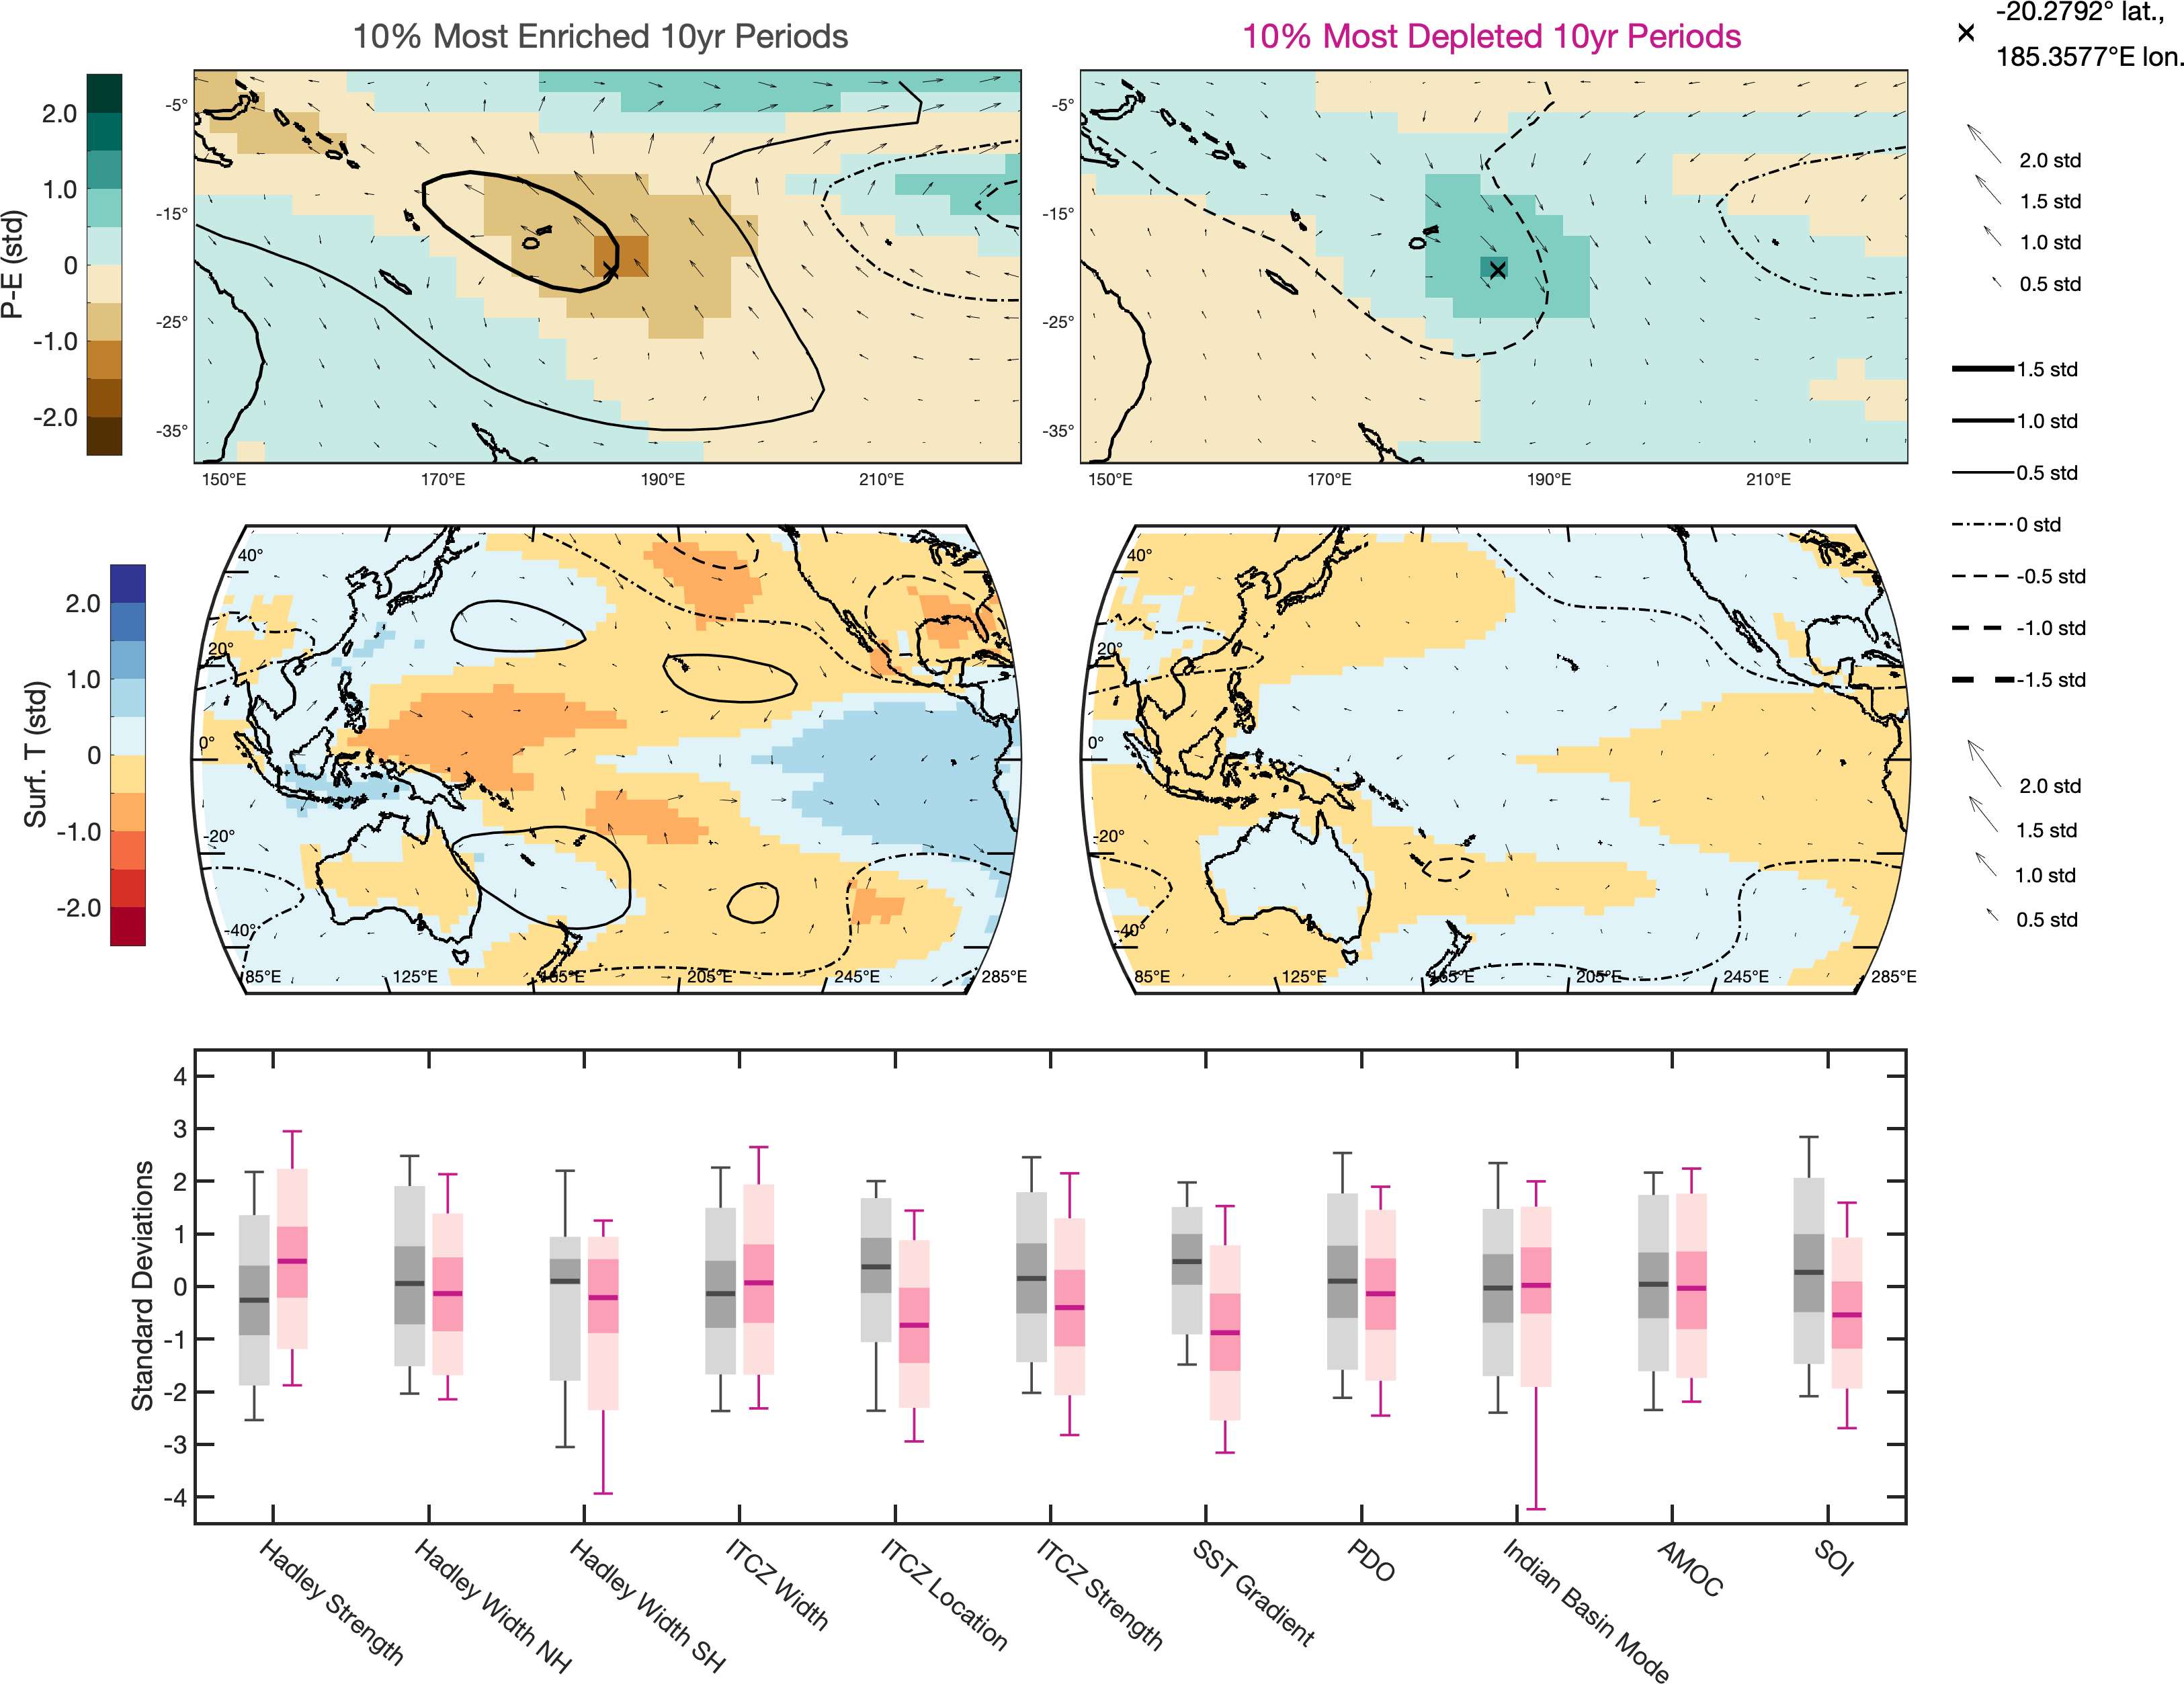 10% Most Enriched 10yr Periods
10% Most Depleted 10yr Periods
-20.2792° lat.,
185.3577°E lon.
P-E (std)
2.0
1.0
0
-1.0
-2.0
-5°
-15°
-25°
-35°
150°E
170°E
190°E
210°E
-5°
-15°
-25°
-35°
150°E
170°E
190°E
210°E
2.0 std
1.5 std
1.0 std
0.5 std
1.5 std
1.0 std
0.5 std
0 std
-0.5 std
-1.0 std
-1.5 std
2.0 std
1.5 std
1.0 std
0.5 std
Surf. T (std)
2.0
1.0
0
-1.0
-2.0
40°
20°
0°
-20°
-40°
85°E
125°E
165°E
205°E
245°E
285°E
40°
20°
0°
-20°
-40°
85°E
125°E
165°E
205°E
245°E
285°E
Standard Deviations
4
3
2
1
0
-1
-2
-3
-4
Hadley Strength
Hadley Width NH
Hadley Width SH
ITCZ Width
ITCZ Location
ITCZ Strength
SST Gradient
PDO
Indian Basin Mode
AMOC
SOI